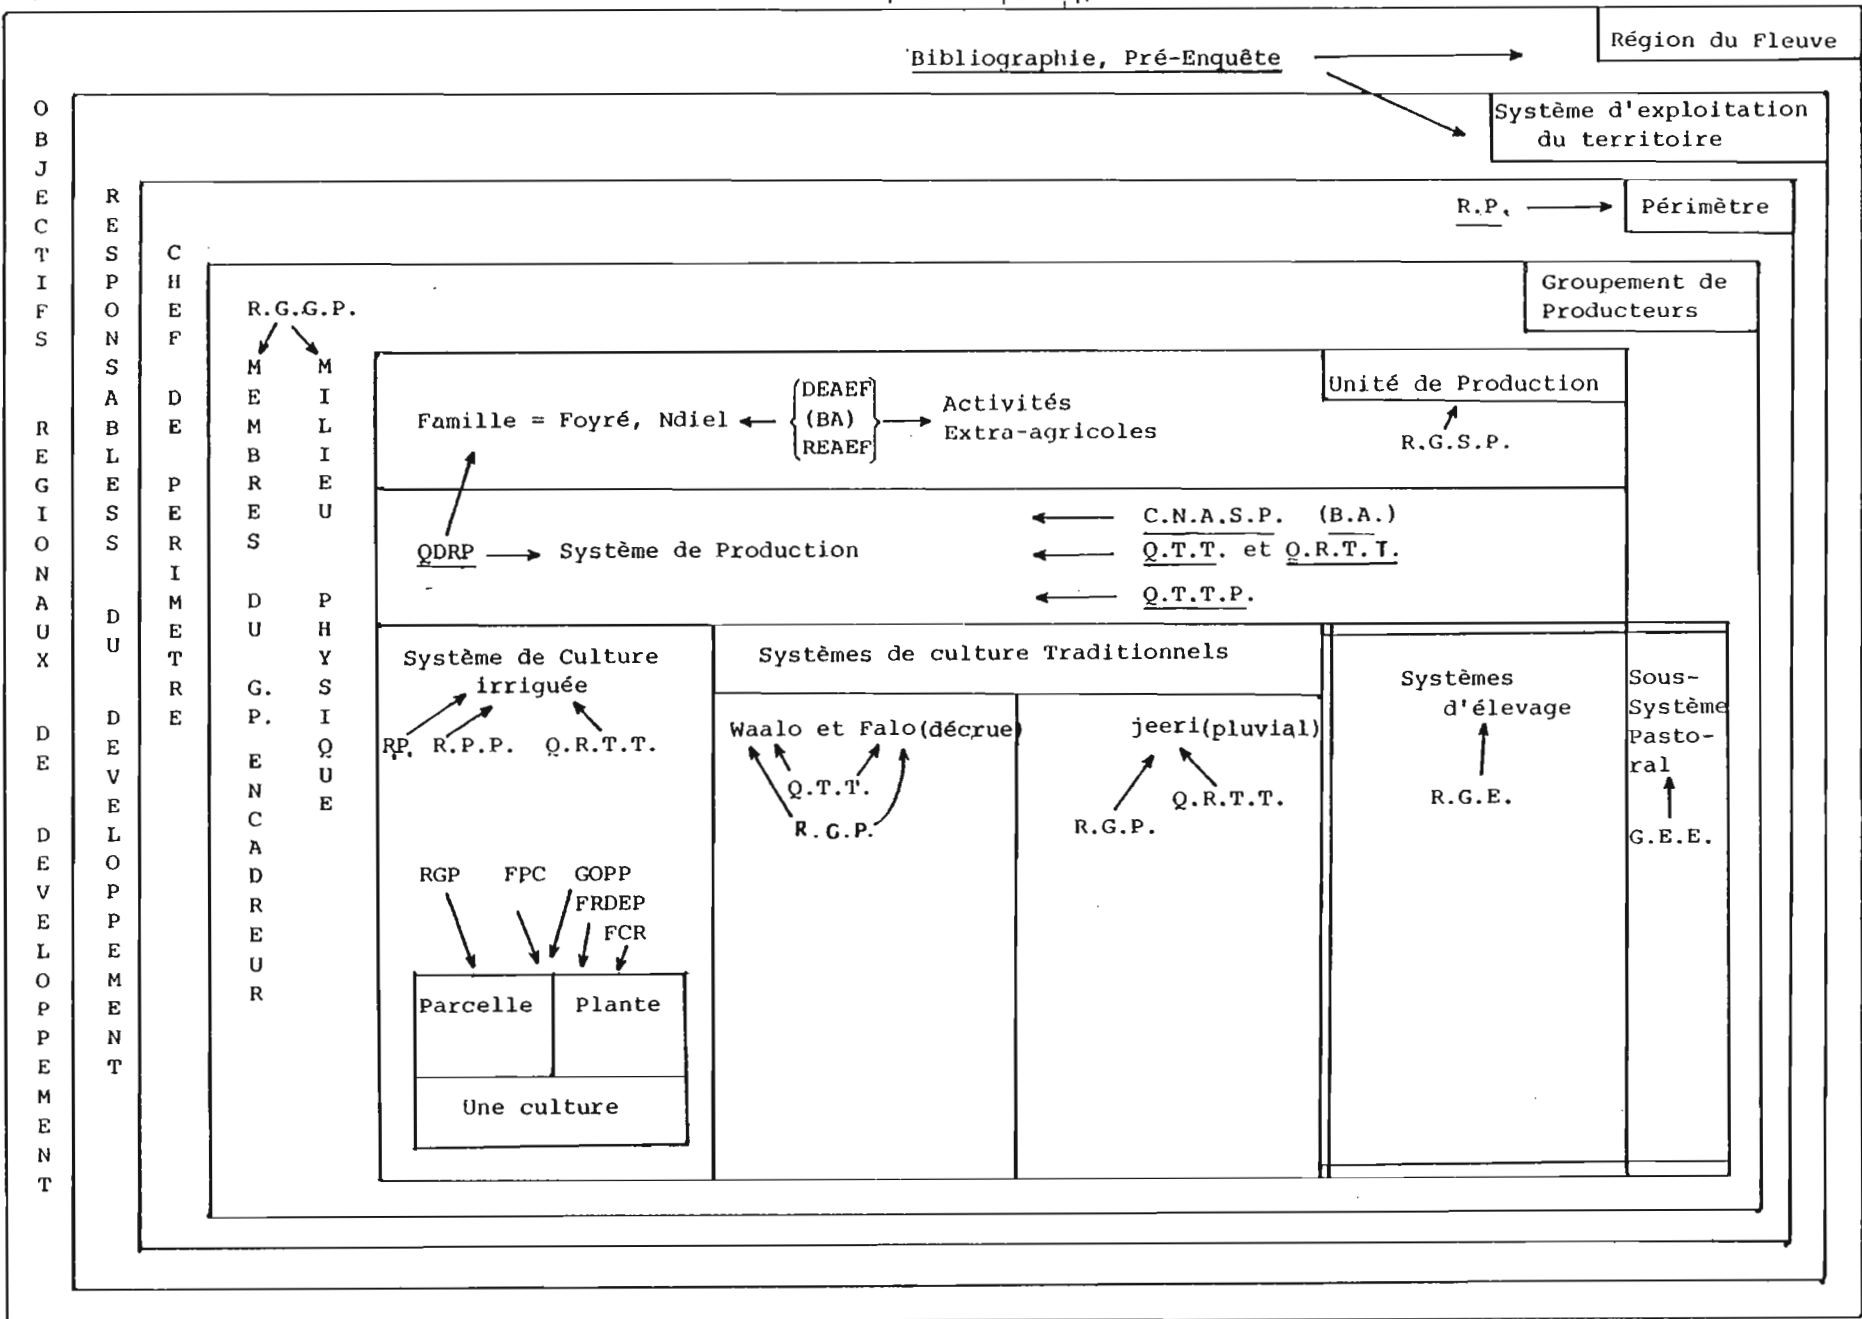 Région du Fleuve
Bibliographie, Pré-Enquête
Système d'exploitation
du territoire
R.P.
Périmètre
Groupement de
Producteurs
OBJECTIFS REGIONAUX DE DEVELOPPEMENT
RESPONSABLES DU DEVELOPPEMENT
CHEF DE PERIMETRE
R.G.G.P.
MEMBRES DU G.P. ENCADREUR
MILIEU PHYSIQUE
Unité de Production
R.G.S.P.
Famille = Foyré, Ndiel
DEAEF
(BA)
REAEF
Activités
Extra-agricoles
QDRP
Système de Production
C.N.A.S.P. (B.A.)
Q.T.T. et Q.R.T.T.
Q.T.T.P.
Système de Culture
irriguée
RP. R.P.P. Q.R.T.T.
RGP FPC GOPP
FRDEP
FCR
Parcelle
Plante
Une culture
Systèmes de culture Traditionnels
Waalo et Falo(décrue)
Q.T.T.
R.G.P.
jeeri(pluvial)
Q.R.T.T.
R.G.P.
Systèmes
d'élevage
R.G.E.
Sous-
Système
Pasto-
ral
G.E.E.